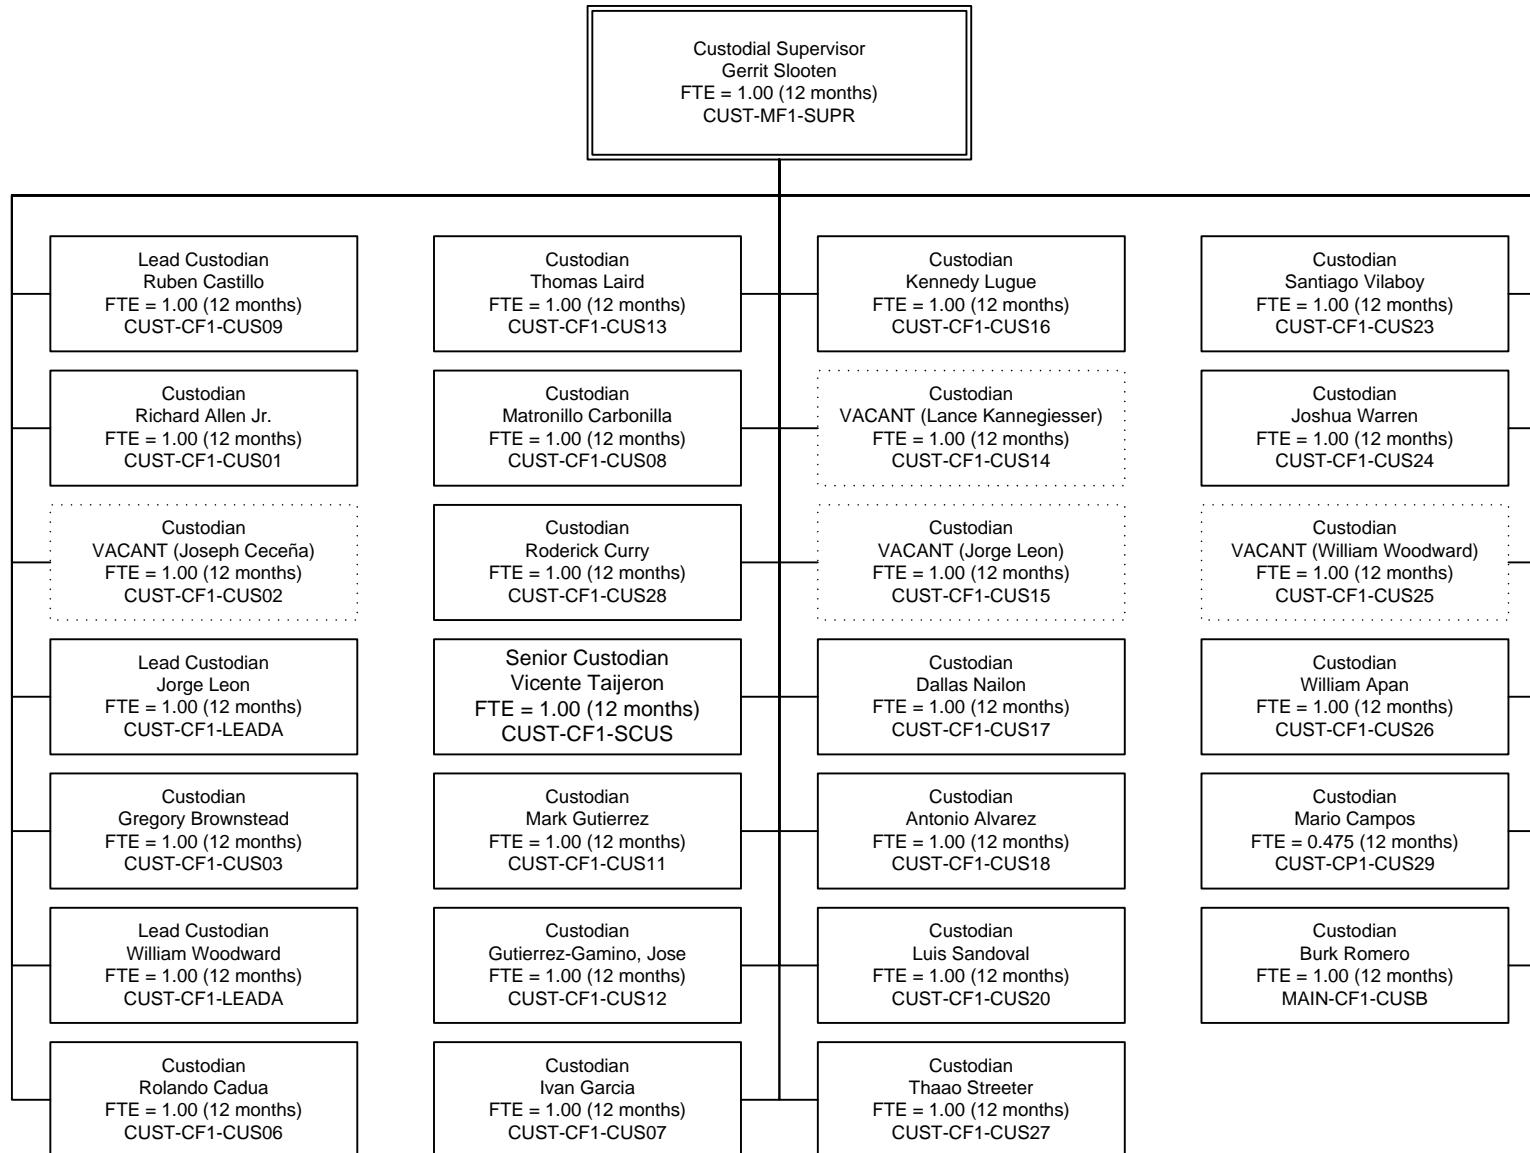 Custodial Supervisor
Gerrit Slooten
FTE = 1.00 (12 months)
CUST-MF1-SUPR
Lead Custodian
Ruben Castillo
FTE = 1.00 (12 months)
CUST-CF1-CUS09
Custodian
Richard Allen Jr.
FTE = 1.00 (12 months)
CUST-CF1-CUS01
Custodian
VACANT (Joseph Ceceña)
FTE = 1.00 (12 months)
CUST-CF1-CUS02
Lead Custodian
Jorge Leon
FTE = 1.00 (12 months)
CUST-CF1-LEADA
Custodian
Gregory Brownstead
FTE = 1.00 (12 months)
CUST-CF1-CUS03
Lead Custodian
William Woodward
FTE = 1.00 (12 months)
CUST-CF1-LEADA
Custodian
Rolando Cadua
FTE = 1.00 (12 months)
CUST-CF1-CUS06
Custodian
Thomas Laird
FTE = 1.00 (12 months)
CUST-CF1-CUS13
Custodian
Matronillo Carbonilla
FTE = 1.00 (12 months)
CUST-CF1-CUS08
Custodian
Roderick Curry
FTE = 1.00 (12 months)
CUST-CF1-CUS28
Senior Custodian
Vicente Taijeron
FTE = 1.00 (12 months)
CUST-CF1-SCUS
Custodian
Mark Gutierrez
FTE = 1.00 (12 months)
CUST-CF1-CUS11
Custodian
Gutierrez-Gamino, Jose
FTE = 1.00 (12 months)
CUST-CF1-CUS12
Custodian
Ivan Garcia
FTE = 1.00 (12 months)
CUST-CF1-CUS07
Custodian
Kennedy Lugue
FTE = 1.00 (12 months)
CUST-CF1-CUS16
Custodian
VACANT (Lance Kannegiesser)
FTE = 1.00 (12 months)
CUST-CF1-CUS14
Custodian
VACANT (Jorge Leon)
FTE = 1.00 (12 months)
CUST-CF1-CUS15
Custodian
Dallas Nailon
FTE = 1.00 (12 months)
CUST-CF1-CUS17
Custodian
Antonio Alvarez
FTE = 1.00 (12 months)
CUST-CF1-CUS18
Custodian
Luis Sandoval
FTE = 1.00 (12 months)
CUST-CF1-CUS20
Custodian
Thaao Streeter
FTE = 1.00 (12 months)
CUST-CF1-CUS27
Custodian
Santiago Vilaboy
FTE = 1.00 (12 months)
CUST-CF1-CUS23
Custodian
Joshua Warren
FTE = 1.00 (12 months)
CUST-CF1-CUS24
Custodian
VACANT (William Woodward)
FTE = 1.00 (12 months)
CUST-CF1-CUS25
Custodian
William Apan
FTE = 1.00 (12 months)
CUST-CF1-CUS26
Custodian
Mario Campos
FTE = 0.475 (12 months)
CUST-CP1-CUS29
Custodian
Burk Romero
FTE = 1.00 (12 months)
MAIN-CF1-CUSB